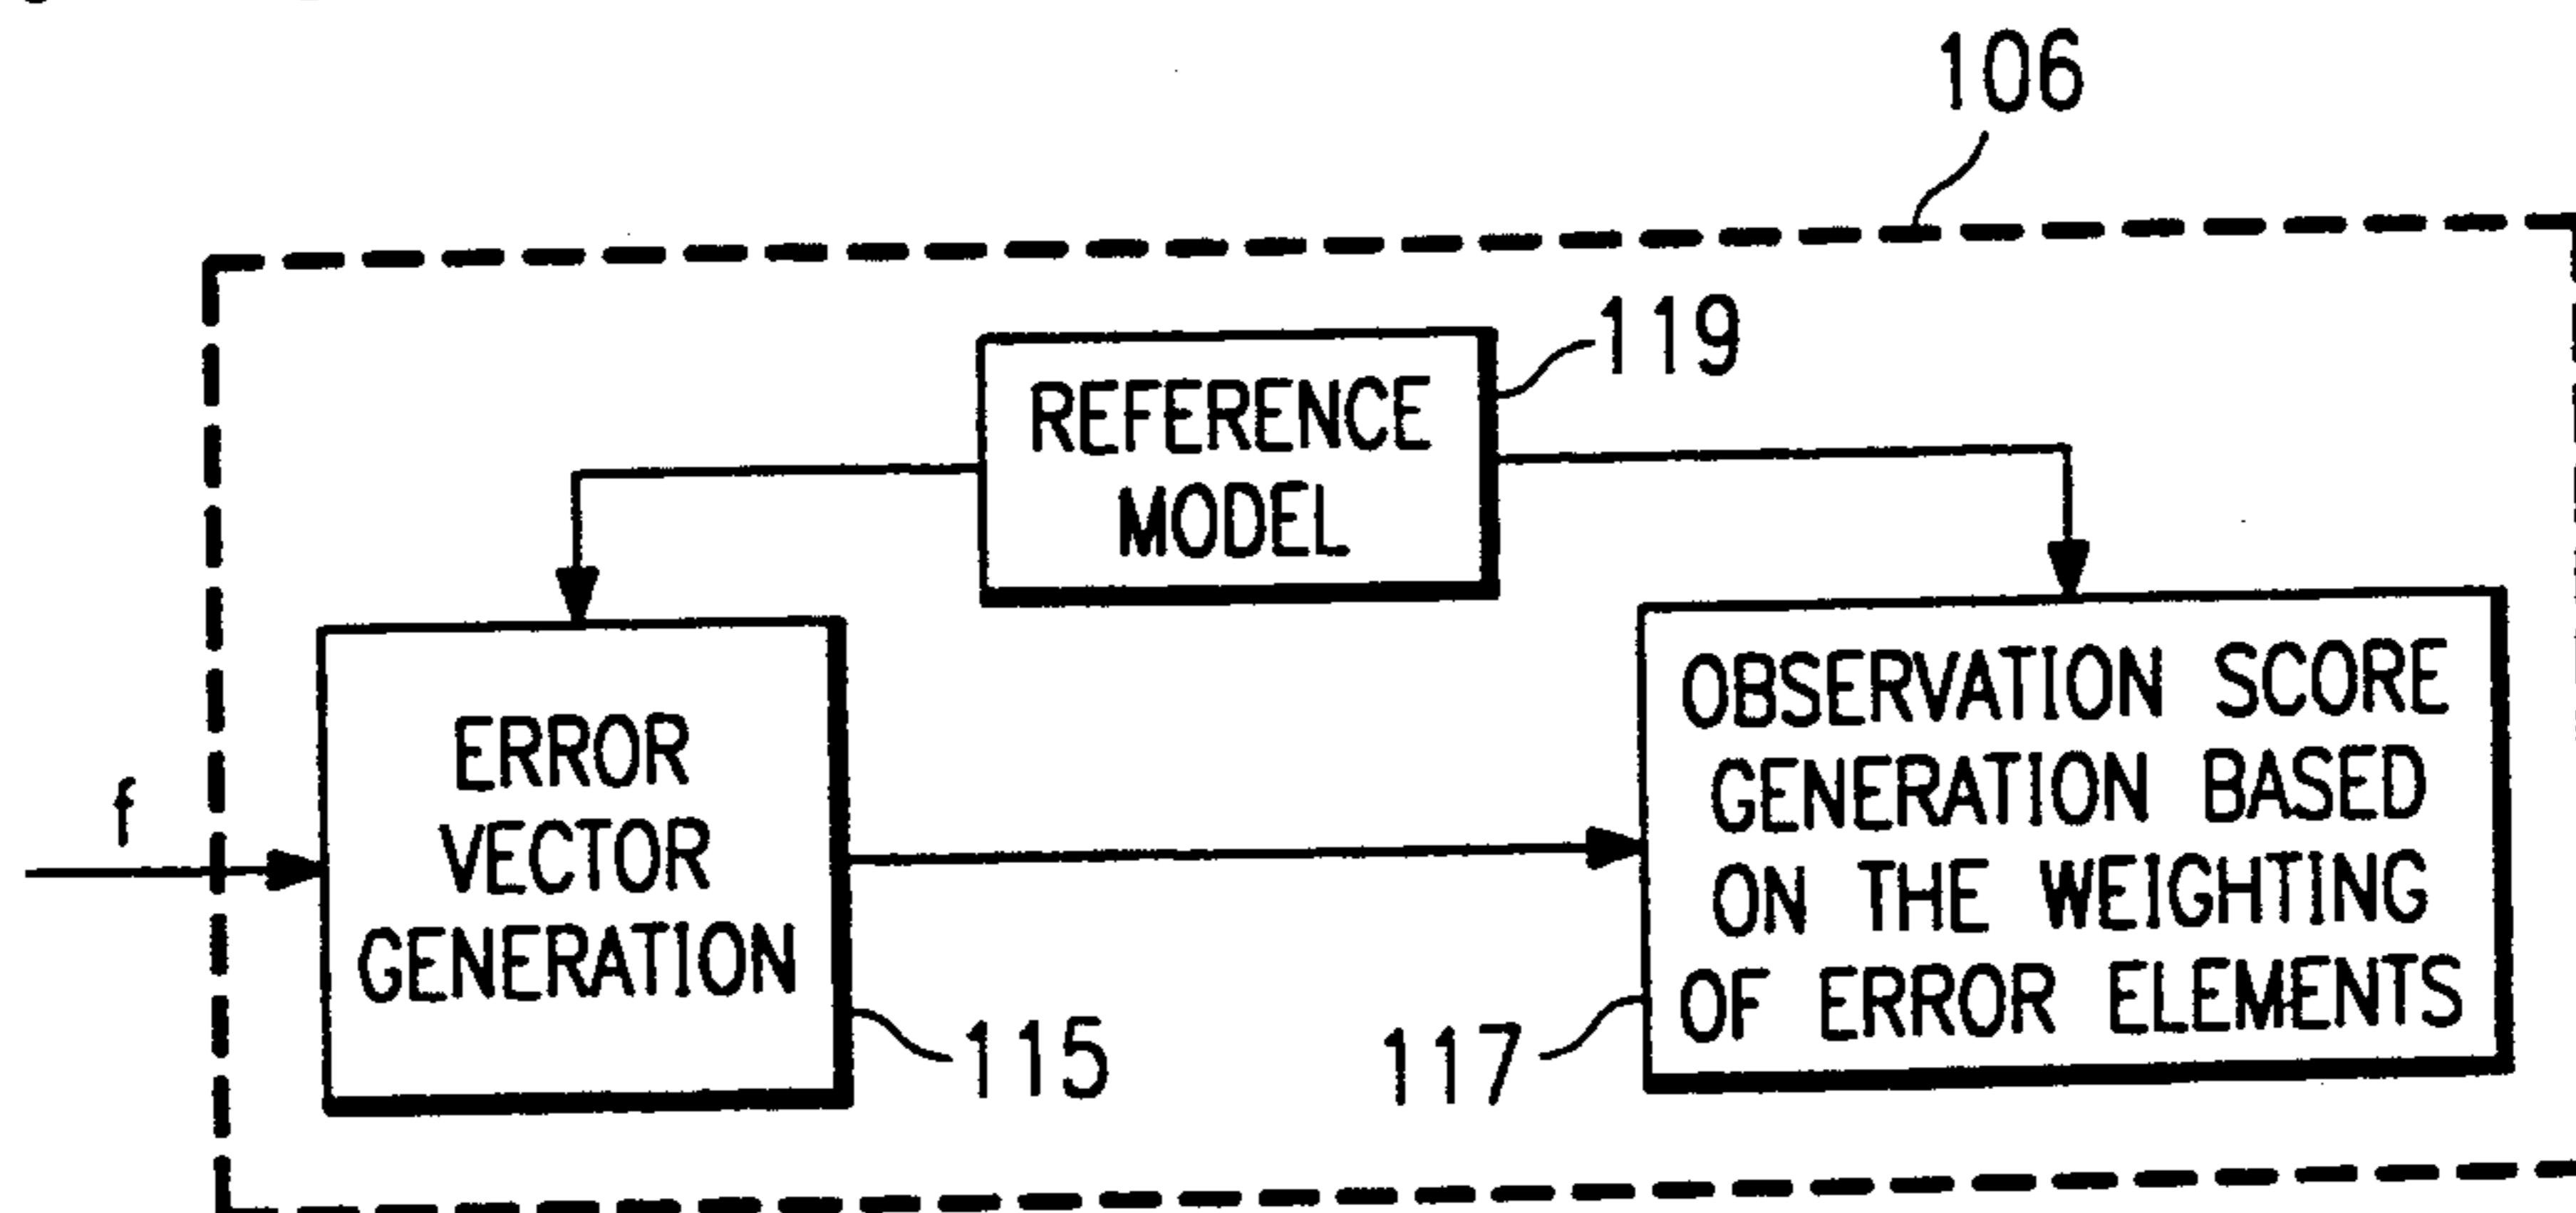 106
119
REFERENCE
MODEL
f
ERROR
VECTOR
GENERATION
115
OBSERVATION SCORE
GENERATION BASED
ON THE WEIGHTING
OF ERROR ELEMENTS
117